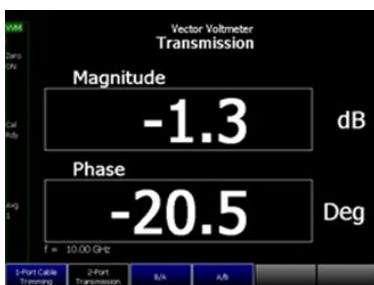 VVM
Vector Voltmeter
Transmission
Zero
ON
Magnitude
-1.3
dB
Cal
Rdy
Phase
-20.5
Deg
Avg
1
f = 10.00 GHz
1-Port Cable
Trimming
2-Port
Transmission
B/A
A/B